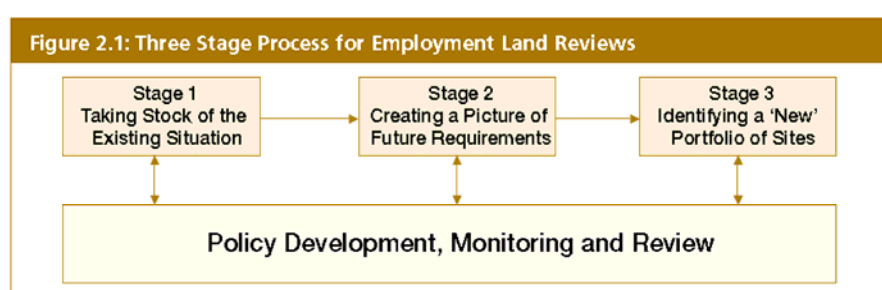 Figure 2.1: Three Stage Process for Employment Land Reviews
Stage 1
Taking Stock of the
Existing Situation
Stage 2
Creating a Picture of
Future Requirements
Stage 3
Identifying a ‘New’
Portfolio of Sites
Policy Development, Monitoring and Review